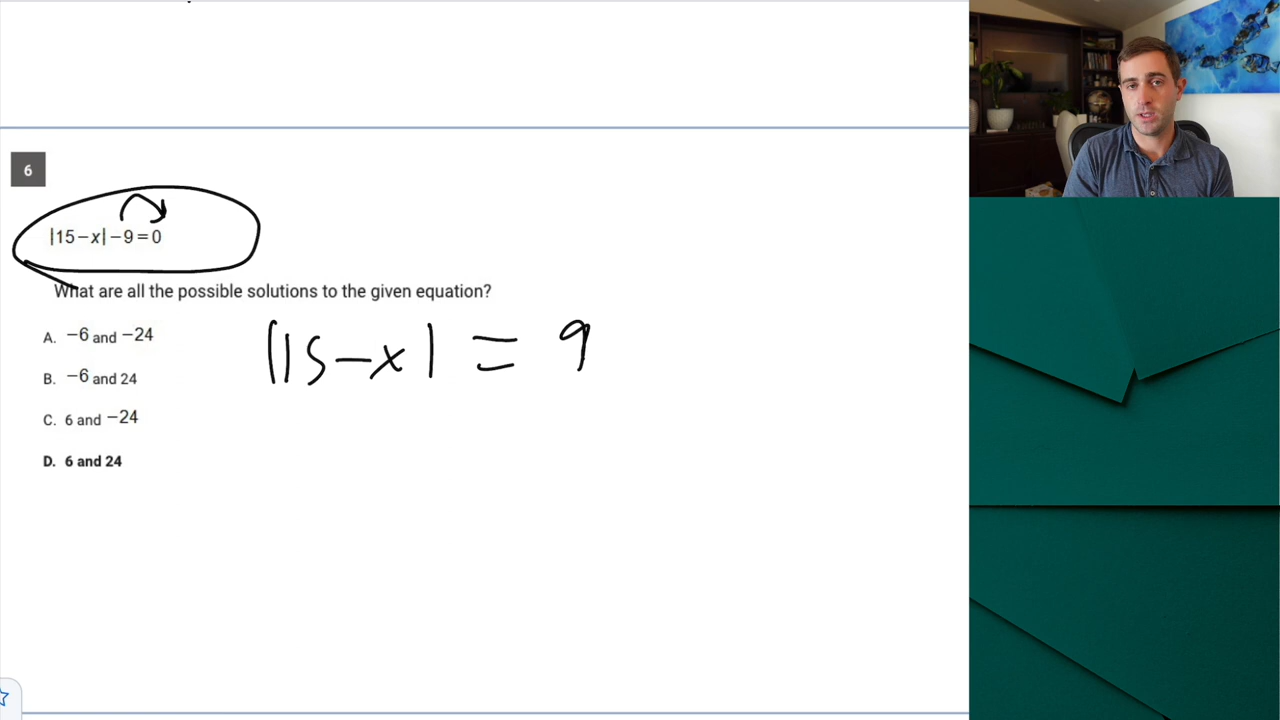 6
|15−x|−9=0
What are all the possible solutions to the given equation?
A. −6 and −24
B. −6 and 24
C. 6 and −24
D. 6 and 24
|15−x| = 9